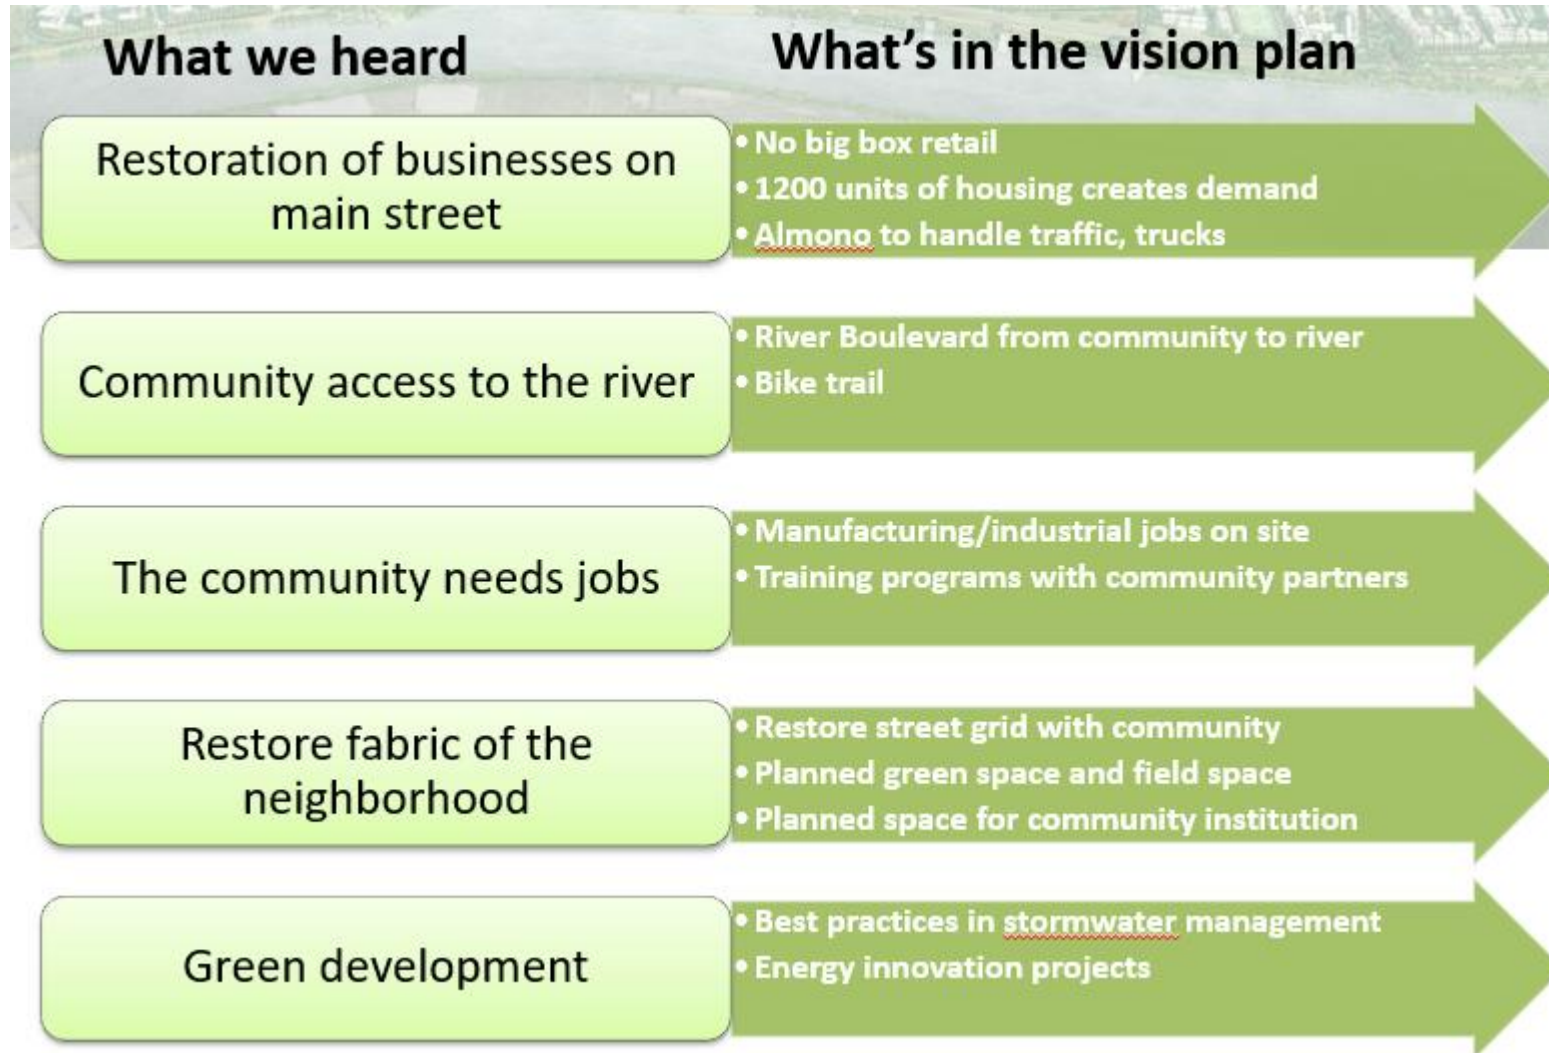 What we heard
What's in the vision plan
Restoration of businesses on
main street
• No big box retail
• 1200 units of housing creates demand
• Almono to handle traffic, trucks
Community access to the river
• River Boulevard from community to river
• Bike trail
The community needs jobs
• Manufacturing/industrial jobs on site
• Training programs with community partners
Restore fabric of the
neighborhood
• Restore street grid with community
• Planned green space and field space
• Planned space for community institution
Green development
• Best practices in stormwater management
• Energy innovation projects